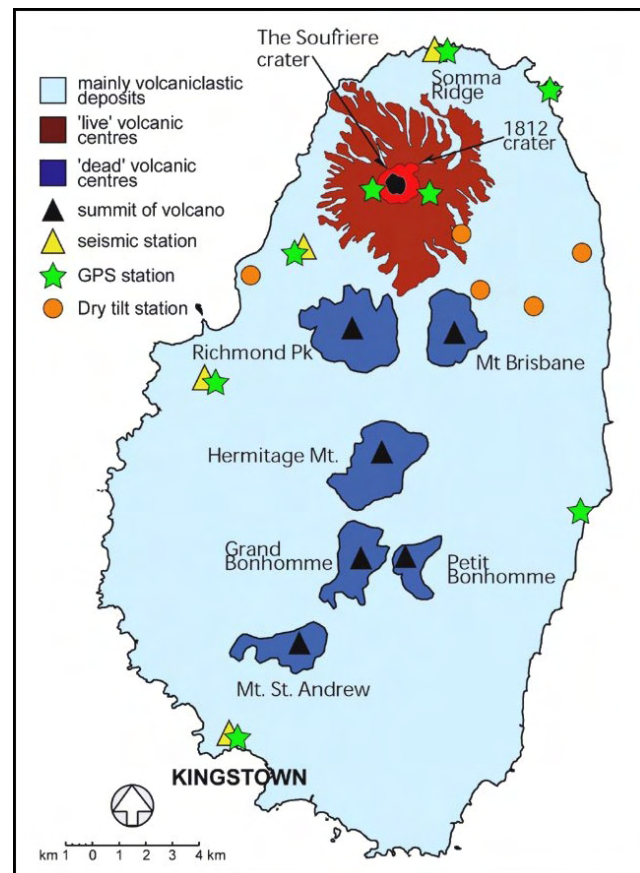 The Soufriere
crater
Somma
Ridge
1812
crater
mainly volcaniclastic
deposits
'live' volcanic
centres
'dead' volcanic
centres
summit of volcano
seismic station
GPS station
Dry tilt station
Richmond Pk
Mt Brisbane
Hermitage Mt.
Grand
Bonhomme
Petit
Bonhomme
Mt. St. Andrew
KINGSTOWN
km 1 0 1 2 3 4 km